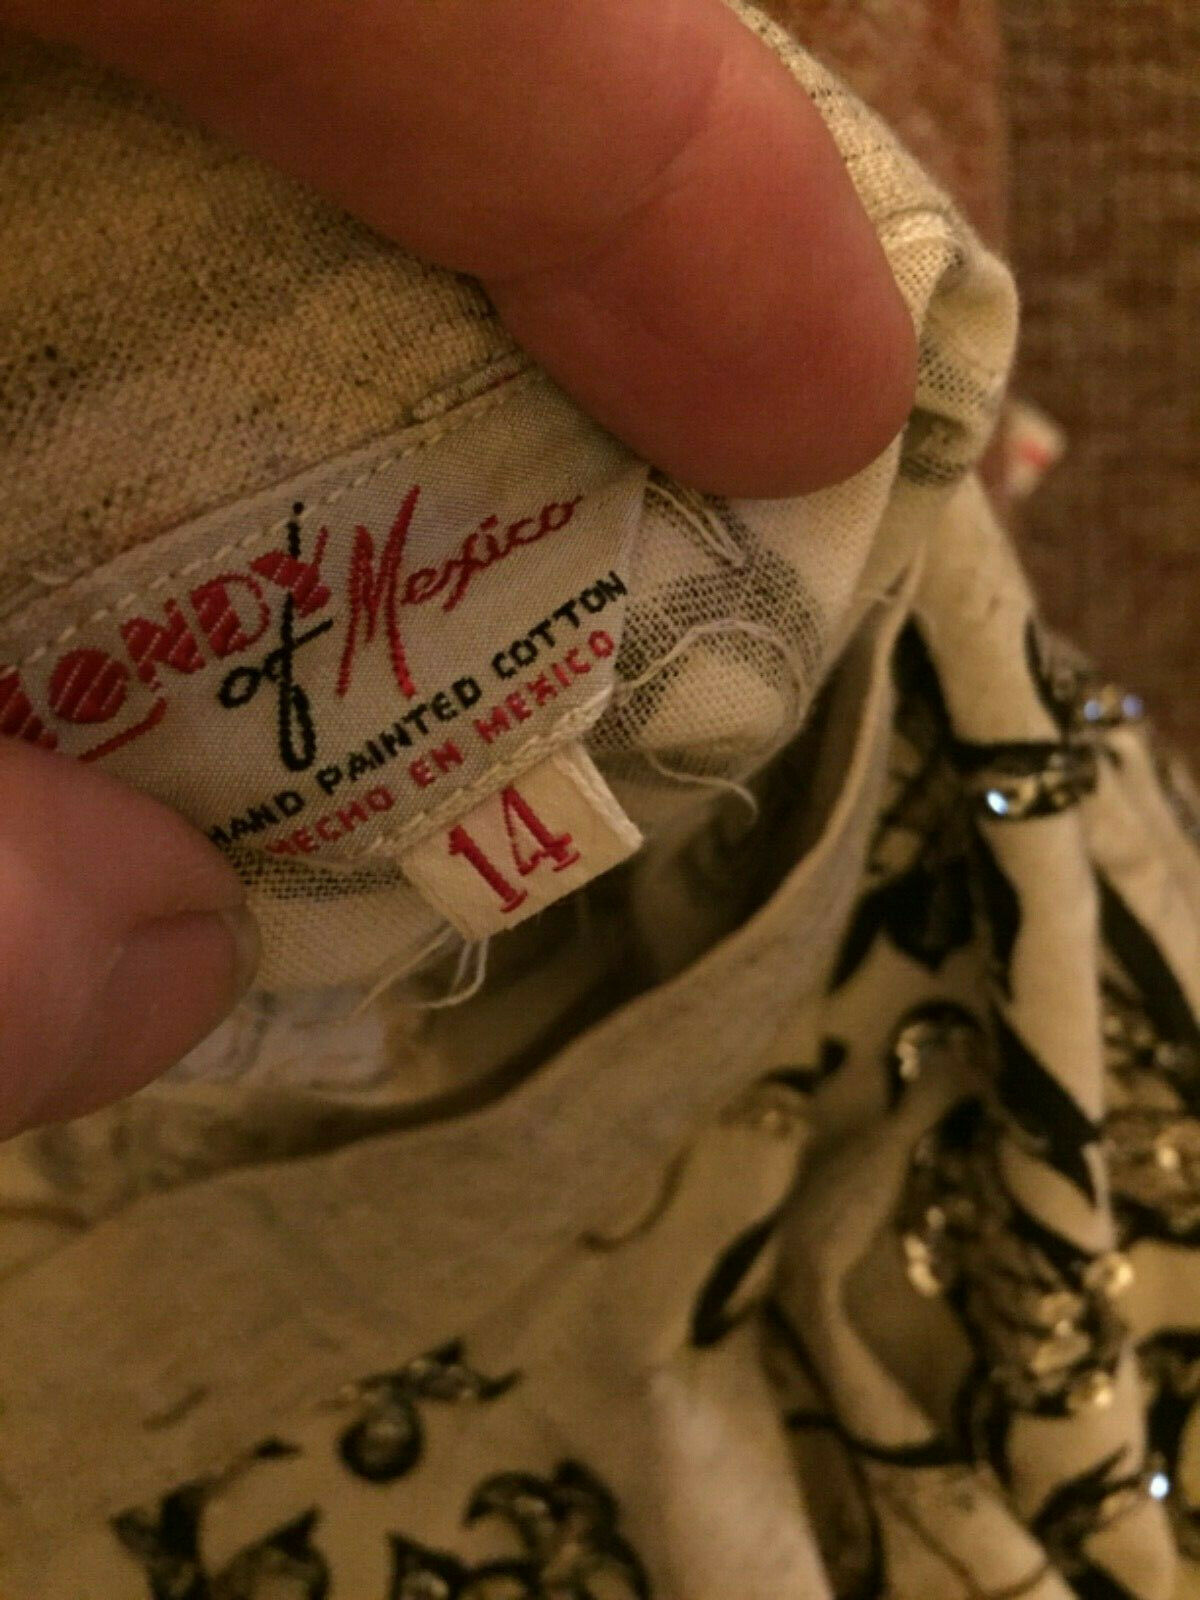 of Mexico
HAND PAINTED COTTON
HECHO EN MEXICO
14